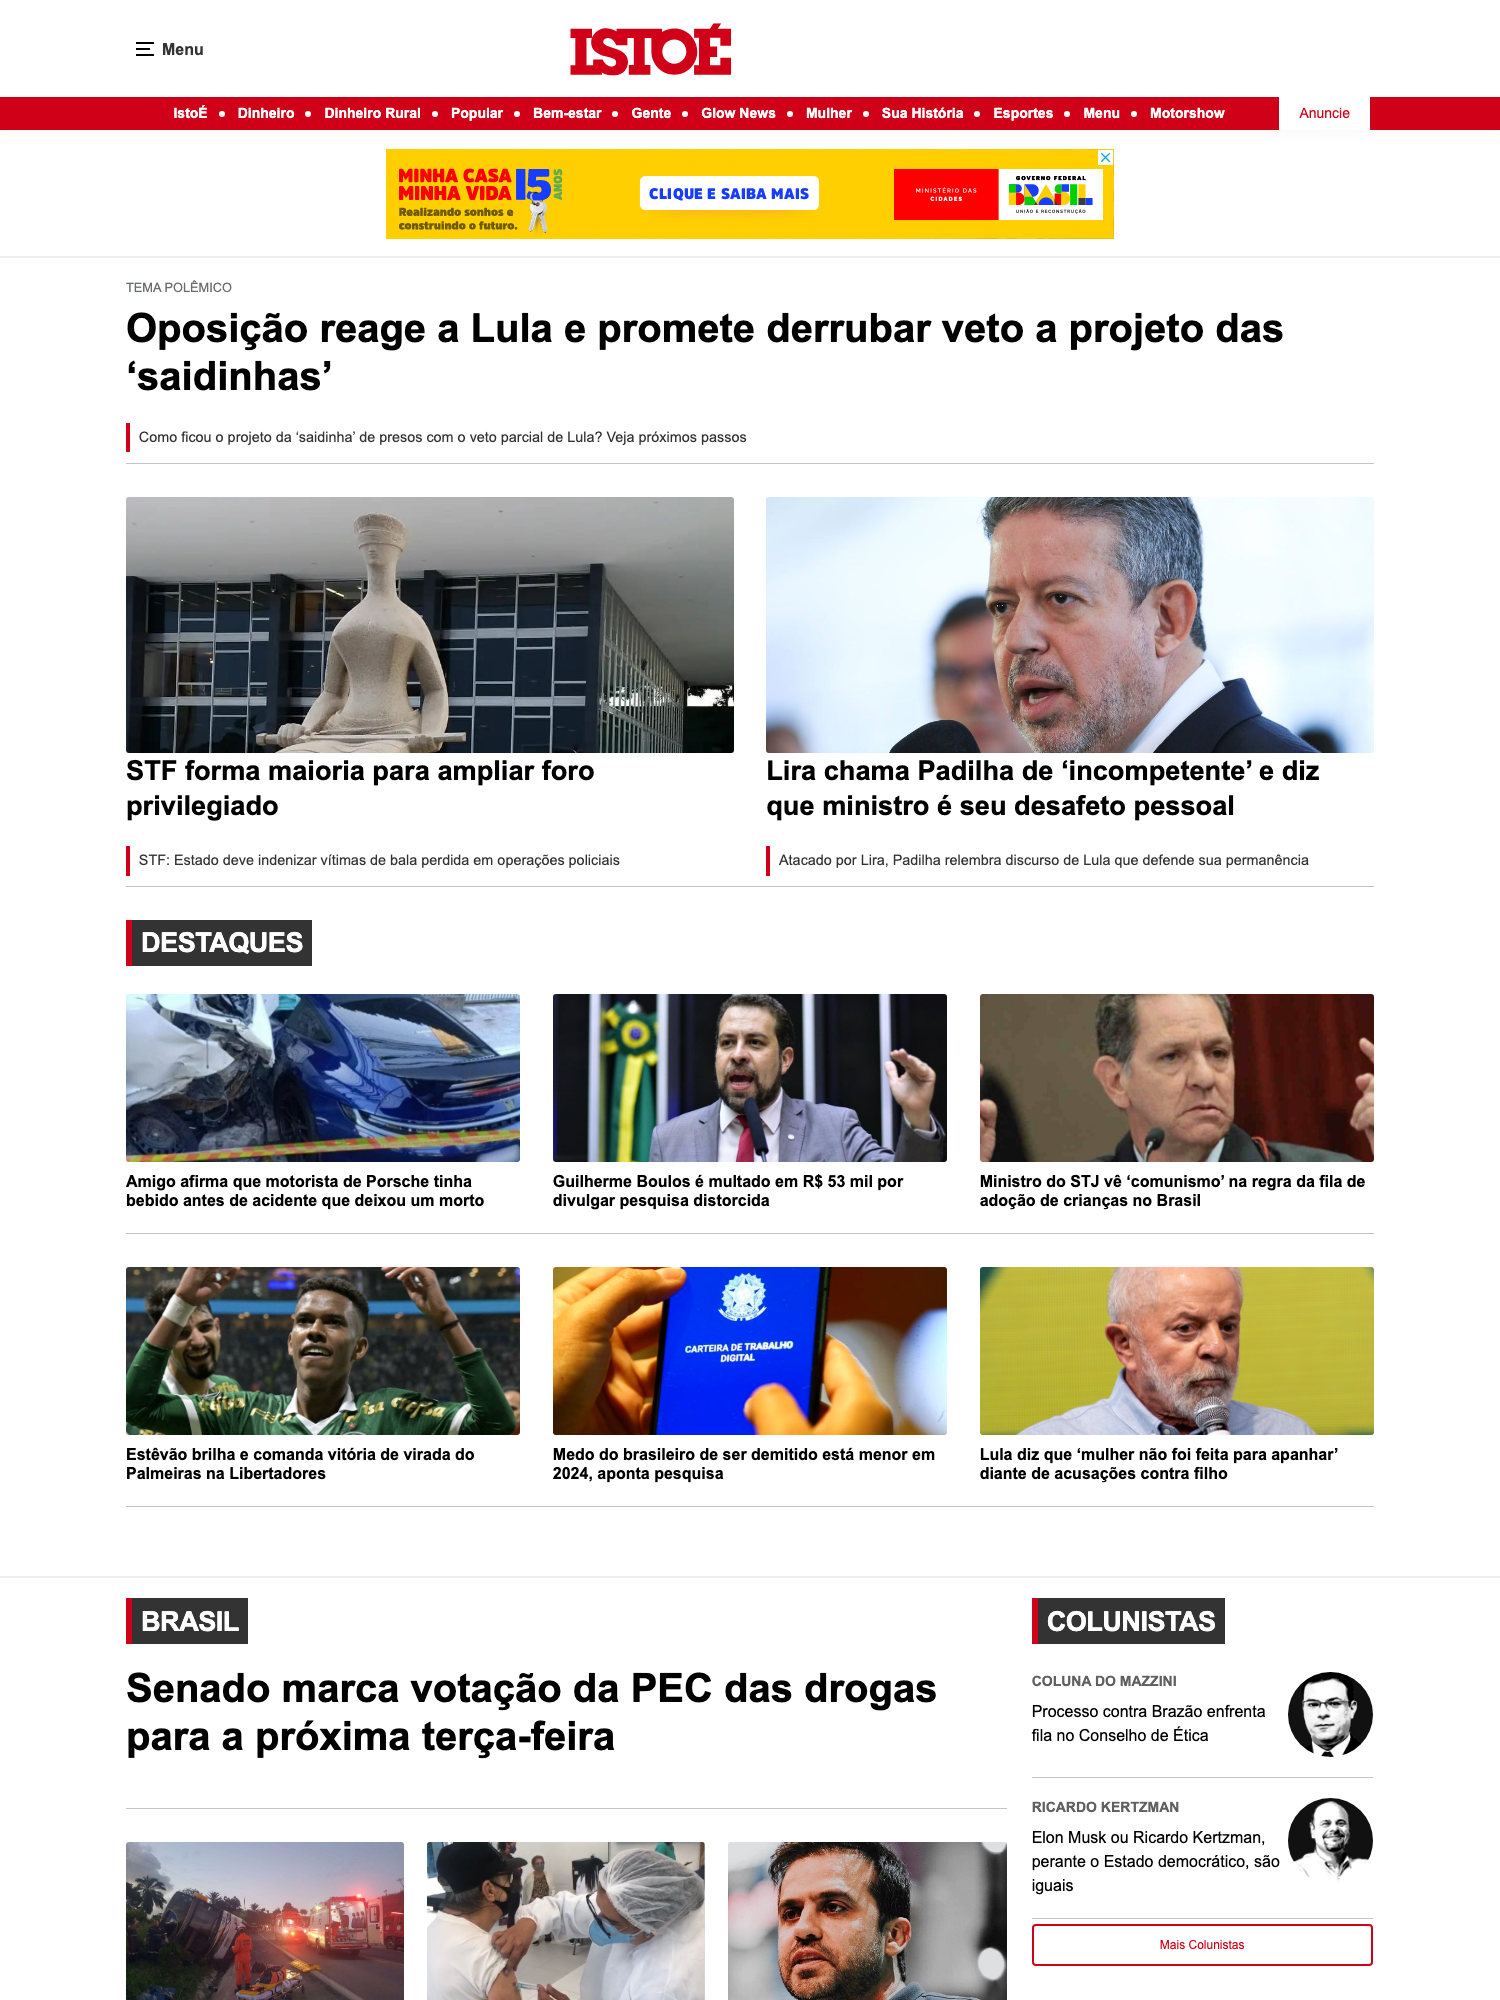 Menu
ISTOÉ
IstoÉ • Dinheiro • Dinheiro Rural • Popular • Bem-estar • Gente • Glow News • Mulher • Sua História • Esportes • Menu • Motorshow
Anuncie
MINHA CASA
MINHA VIDA 15 ANOS
Realizando sonhos e
construindo o futuro.
CLIQUE E SAIBA MAIS
MINISTÉRIO DAS
CIDADES
GOVERNO FEDERAL
BRASIL
UNIÃO E RECONSTRUÇÃO
TEMA POLÊMICO
Oposição reage a Lula e promete derrubar veto a projeto das
‘saidinhas’
Como ficou o projeto da ‘saidinha’ de presos com o veto parcial de Lula? Veja próximos passos
STF forma maioria para ampliar foro
privilegiado
STF: Estado deve indenizar vítimas de bala perdida em operações policiais
Lira chama Padilha de ‘incompetente’ e diz
que ministro é seu desafeto pessoal
Atacado por Lira, Padilha relembra discurso de Lula que defende sua permanência
DESTAQUES
Amigo afirma que motorista de Porsche tinha
bebido antes de acidente que deixou um morto
Guilherme Boulos é multado em R$ 53 mil por
divulgar pesquisa distorcida
Ministro do STJ vê ‘comunismo’ na regra da fila de
adoção de crianças no Brasil
Estêvão brilha e comanda vitória de virada do
Palmeiras na Libertadores
CARTEIRA DE TRABALHO
DIGITAL
Medo do brasileiro de ser demitido está menor em
2024, aponta pesquisa
Lula diz que ‘mulher não foi feita para apanhar’
diante de acusações contra filho
BRASIL
Senado marca votação da PEC das drogas
para a próxima terça-feira
COLUNISTAS
COLUNA DO MAZZINI
Processo contra Brazão enfrenta
fila no Conselho de Ética
RICARDO KERTZMAN
Elon Musk ou Ricardo Kertzman,
perante o Estado democrático, são
iguais
Mais Colunistas